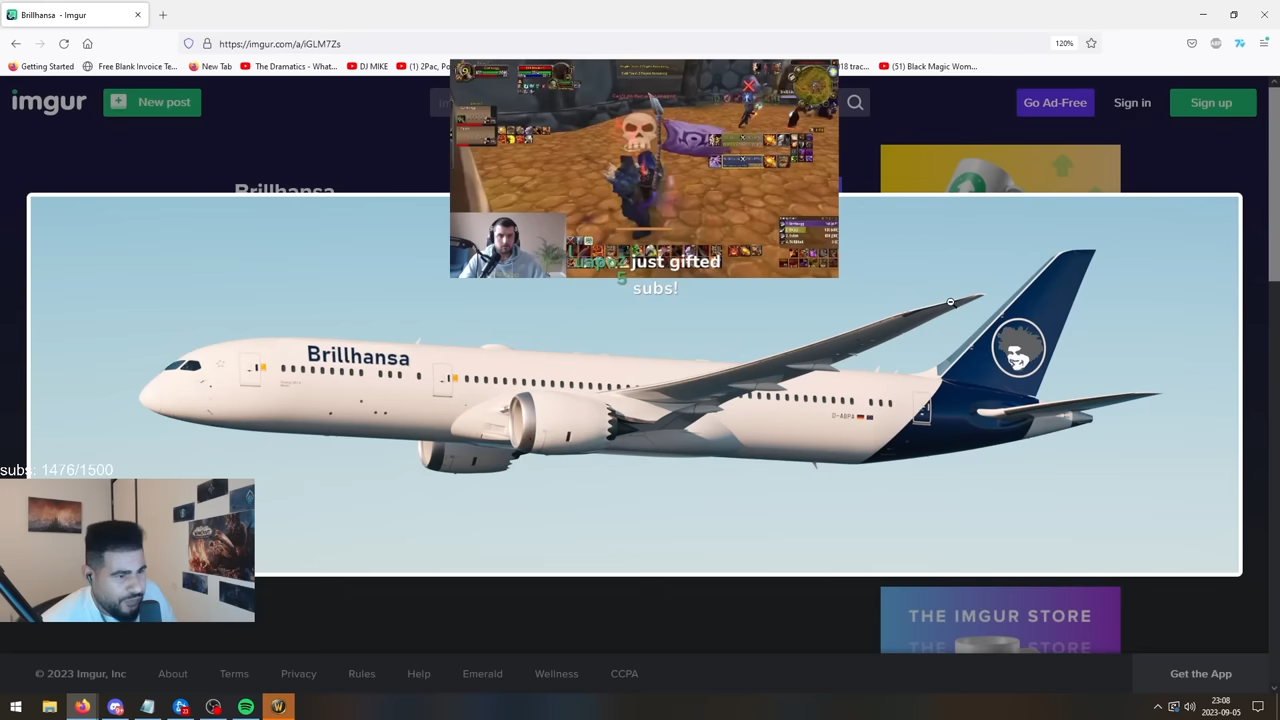 Brillhansa - Imgur
https://imgur.com/a/iGLM7Zs
120%
Getting Started
Free Blank Invoice Te...
New Tab
The Dramatics - What...
DJ MIKE
(51) Black Magic Wom...
imgur
New post
Go Ad-Free
Sign in
Sign up
Brillhansa
just gifted
5
subs!
Brillhansa
D-ABPA
subs: 1476/1500
THE IMGUR STORE
© 2023 Imgur, Inc
About
Terms
Privacy
Rules
Help
Emerald
Wellness
CCPA
Get the App
23:08
2023-09-05